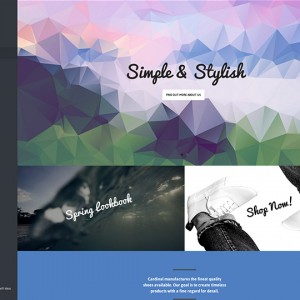 Simple & Stylish
FIND OUT MORE ABOUT US
Spring Lookbook
Shop Now!
Cardinal manufactures the finest quality
shoes available. Our goal is to create timeless
products with a fine regard for detail.